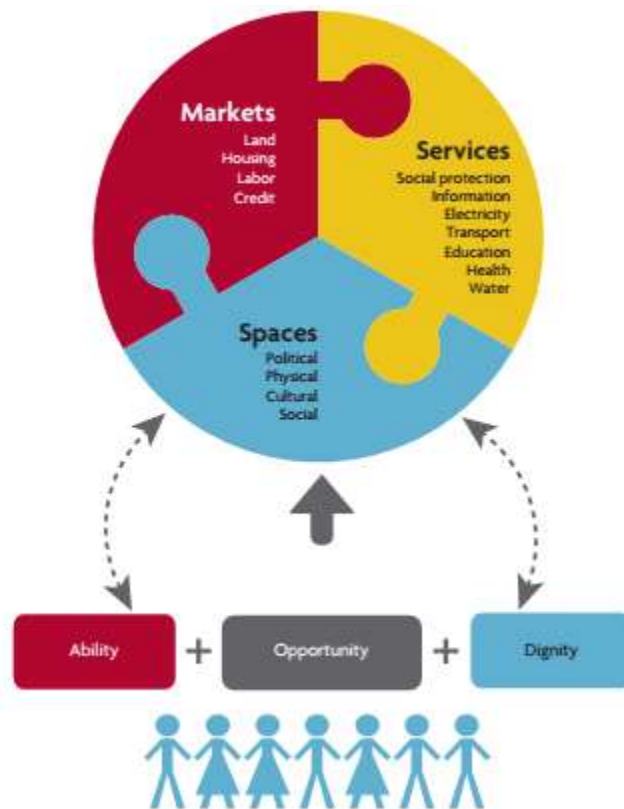 Markets
Land
Housing
Labor
Credit
Services
Social protection
Information
Electricity
Transport
Education
Health
Water
Spaces
Political
Physical
Cultural
Social
Ability + Opportunity + Dignity